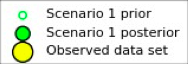 Scenario 1 prior
Scenario 1 posterior
Observed data set